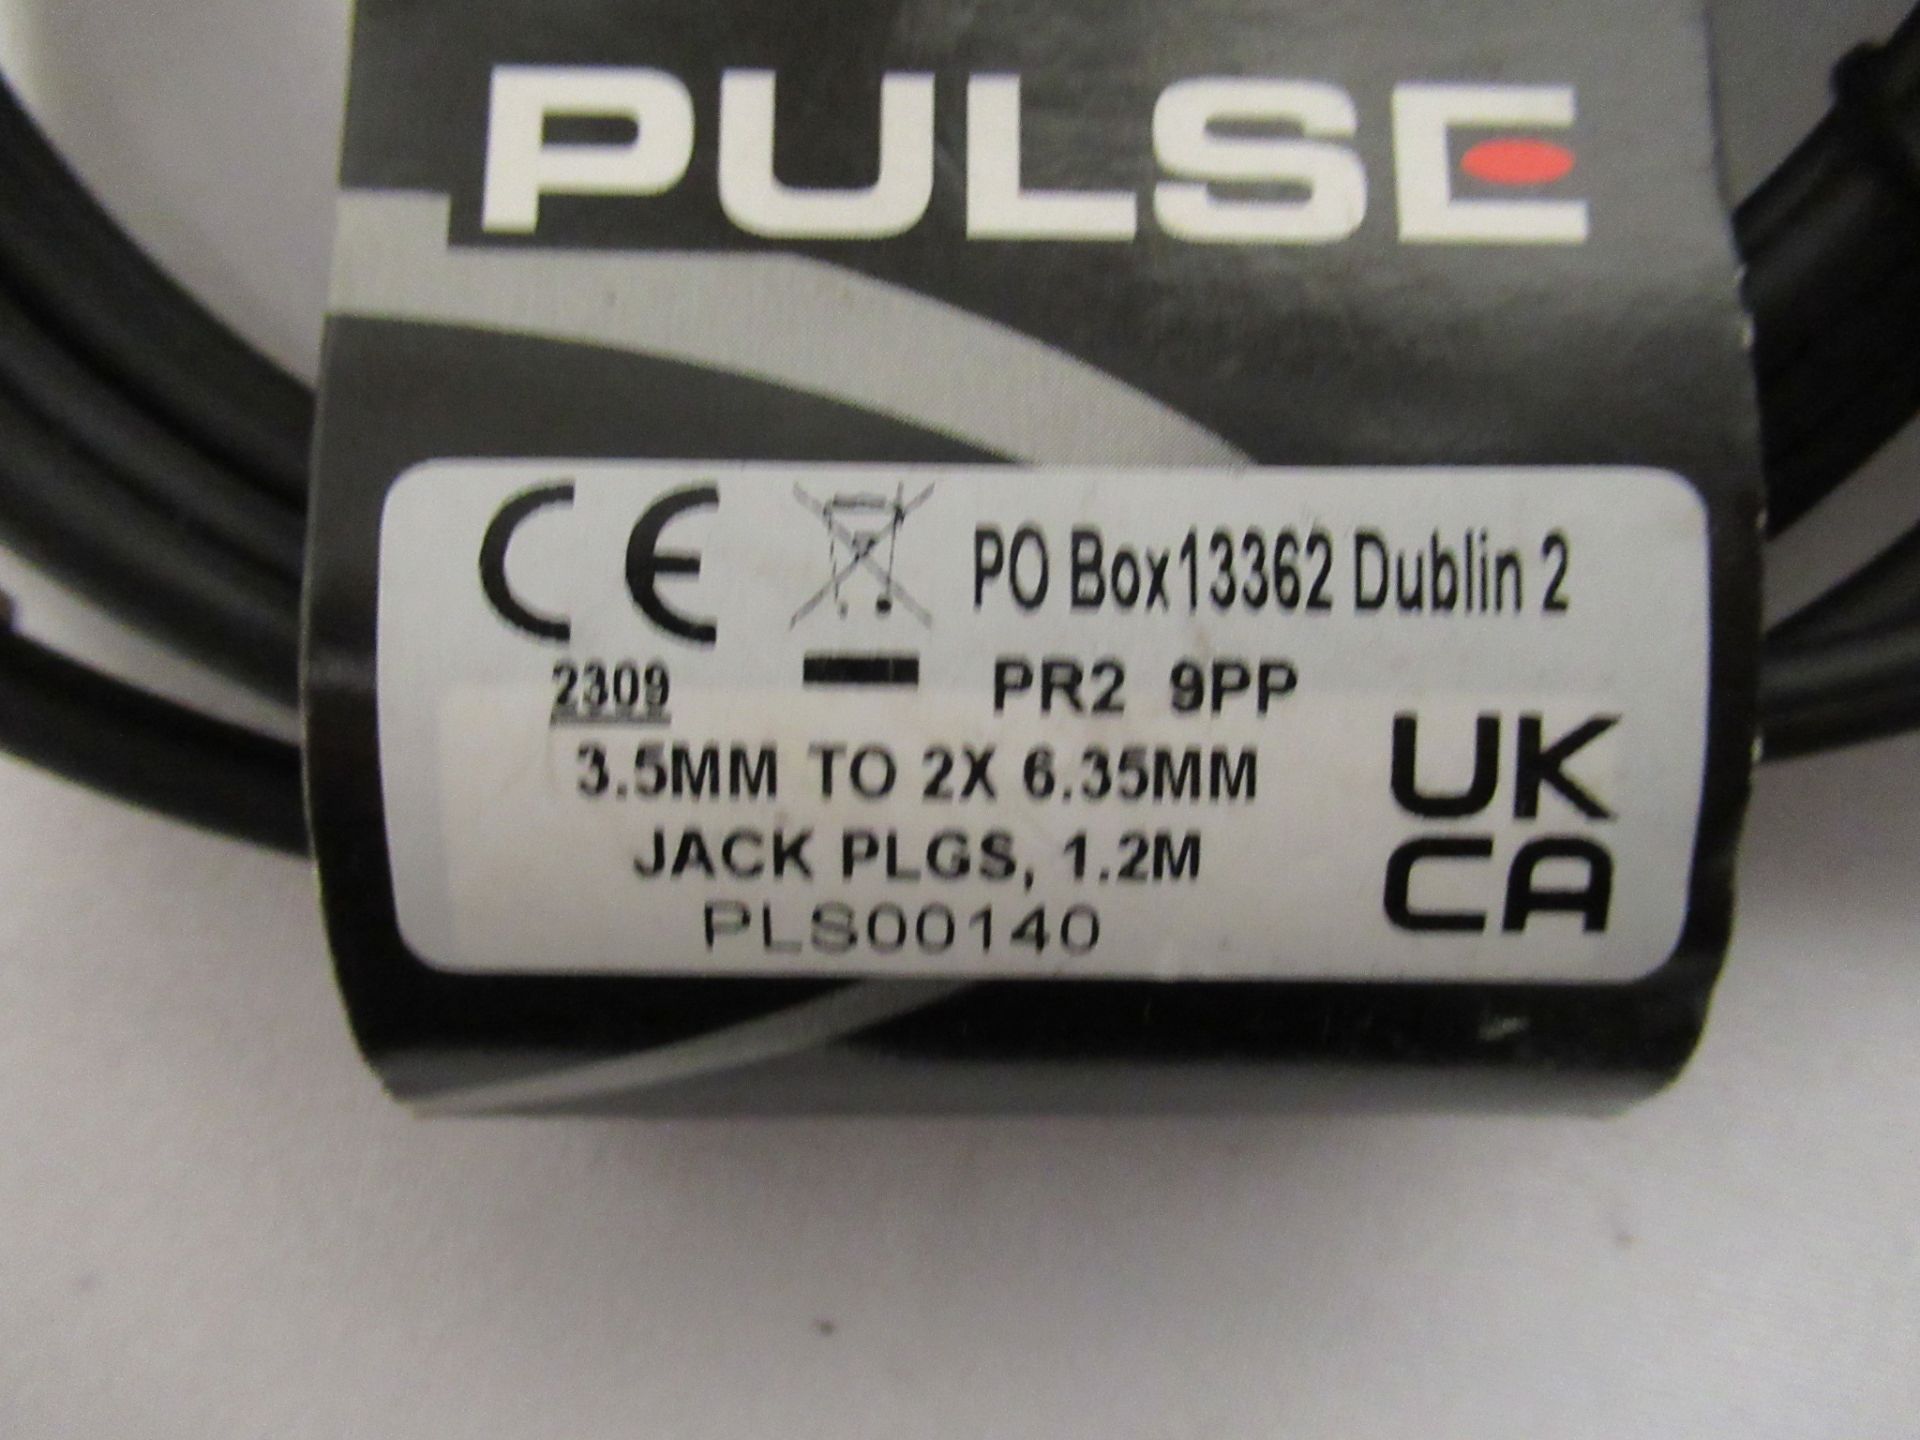 PULSE
CE
PO Box13362 Dublin 2
2309
PR2 9PP
3.5MM TO 2X 6.35MM
JACK PLGS, 1.2M
PLS00140
UK
CA